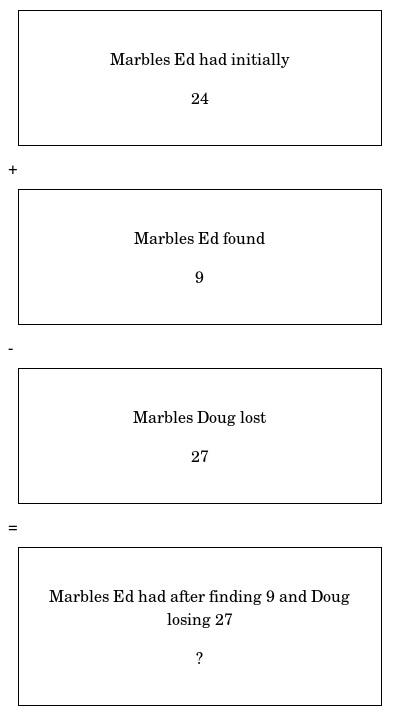 Marbles Ed had initially
24
+
Marbles Ed found
9
-
Marbles Doug lost
27
=
Marbles Ed had after finding 9 and Doug
losing 27
?